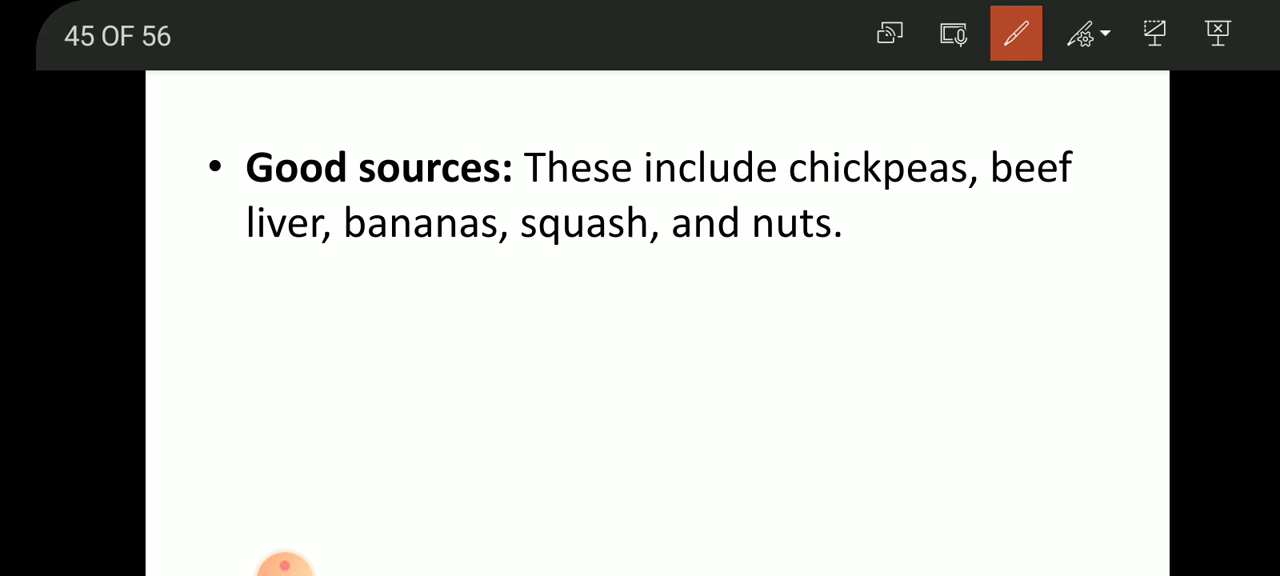 45 OF 56
• Good sources: These include chickpeas, beef
liver, bananas, squash, and nuts.